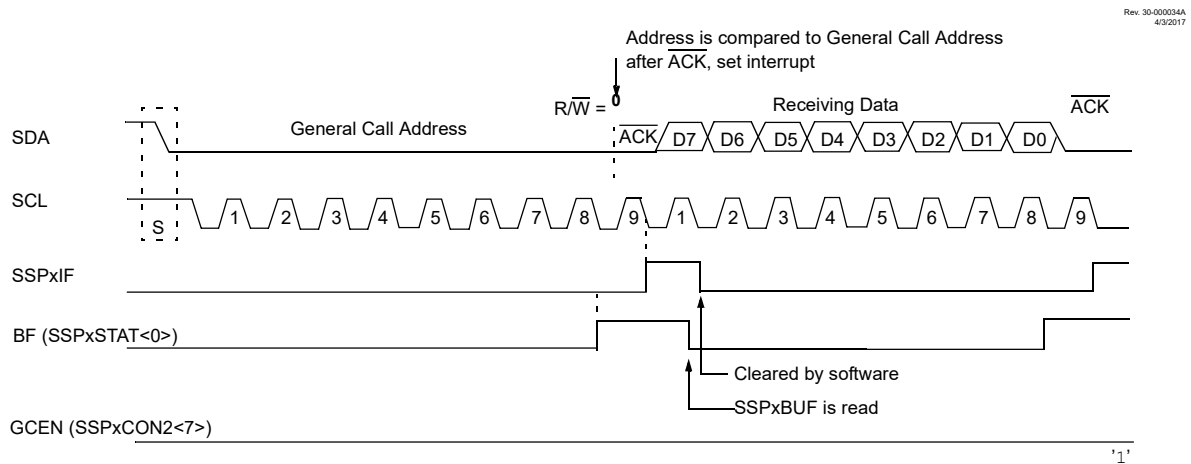 Rev. 30-000034A
4/3/2017
Address is compared to General Call Address
after ACK, set interrupt
R/W = 0
Receiving Data
ACK
SDA
General Call Address
ACK D7 D6 D5 D4 D3 D2 D1 D0
SCL
S
1 2 3 4 5 6 7 8 9 1 2 3 4 5 6 7 8 9
SSPxIF
BF (SSPxSTAT<0>)
Cleared by software
SSPxBUF is read
GCEN (SSPxCON2<7>)
'1'